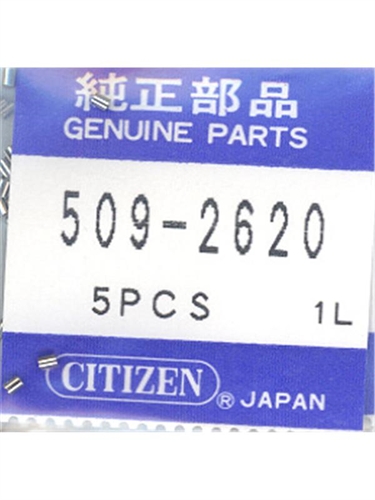 純正部品
GENUINE PARTS
509-2620
5PCS 1L
CITIZEN® JAPAN